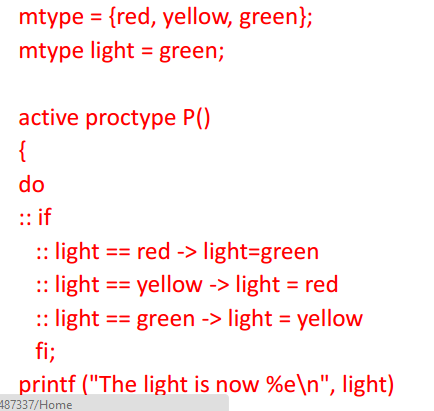 mtype = {red, yellow, green};
mtype light = green;
active proctype P()
{
do
:: if
:: light == red -> light=green
:: light == yellow -> light = red
:: light == green -> light = yellow
fi;
printf ("The light is now %e\n", light)
487337/Home